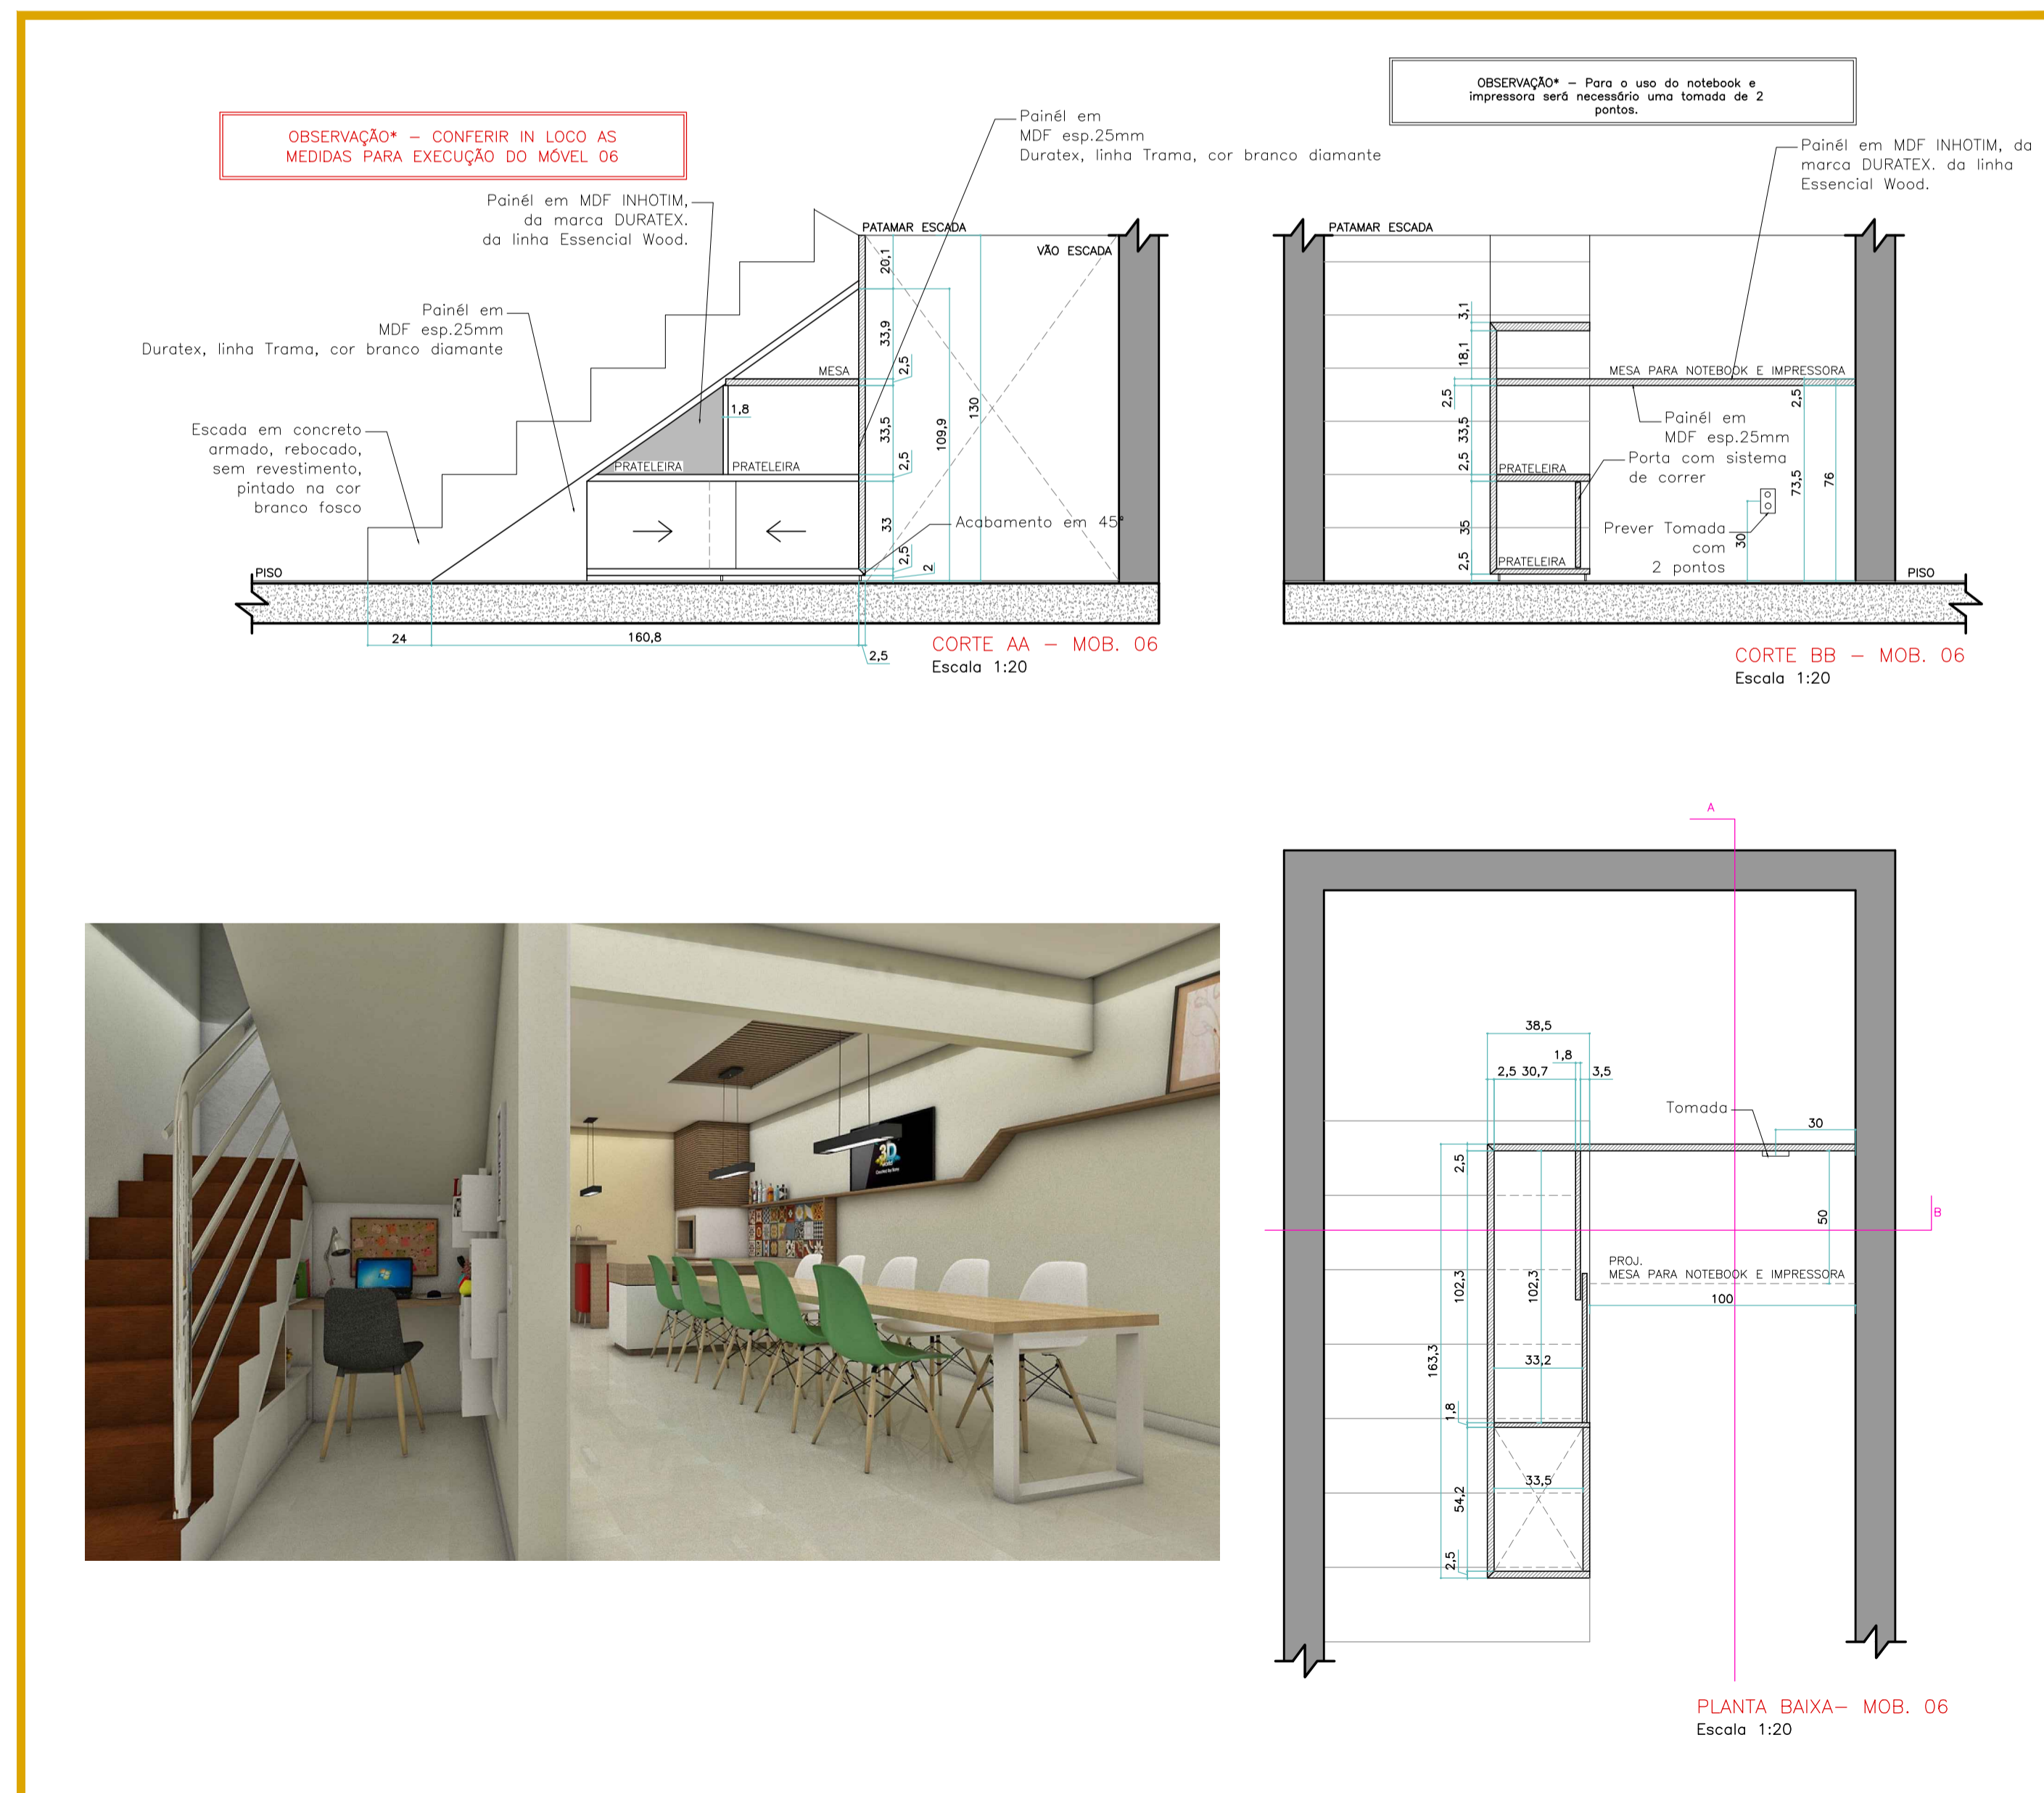 OBSERVAÇÃO* – CONFERIR IN LOCO AS
MEDIDAS PARA EXECUÇÃO DO MÓVEL 06
Painél em MDF INHOTIM,
da marca DURATEX.
da linha Essencial Wood.
Painél em
MDF esp.25mm
Duratex, linha Trama, cor branco diamante
Escada em concreto
armado, rebocado,
sem revestimento,
pintado na cor
branco fosco
Painél em
MDF esp.25mm
Duratex, linha Trama, cor branco diamante
PATAMAR ESCADA
VÃO ESCADA
20,1
33,9
MESA
2,5
1,8
109,9
130
33,5
PRATELEIRA
PRATELEIRA
2,5
33
Acabamento em 45°
2,5
2
PISO
24
160,8
2,5
CORTE AA – MOB. 06
Escala 1:20
OBSERVAÇÃO* – Para o uso do notebook e
impressora será necessário uma tomada de 2
pontos.
Painél em MDF INHOTIM, da
marca DURATEX. da linha
Essencial Wood.
PATAMAR ESCADA
3,1
18,1
MESA PARA NOTEBOOK E IMPRESSORA
2,5
2,5
Painél em
MDF esp.25mm
33,5
Porta com sistema
de correr
2,5
PRATELEIRA
73,5
76
35
Prever Tomada
com
2 pontos
30
2,5
PRATELEIRA
PISO
CORTE BB – MOB. 06
Escala 1:20
3D
A
38,5
1,8
2,5 30,7
3,5
Tomada
30
2,5
50
B
PROJ.
MESA PARA NOTEBOOK E IMPRESSORA
100
102,3
102,3
163,3
33,2
1,8
33,5
54,2
2,5
PLANTA BAIXA– MOB. 06
Escala 1:20